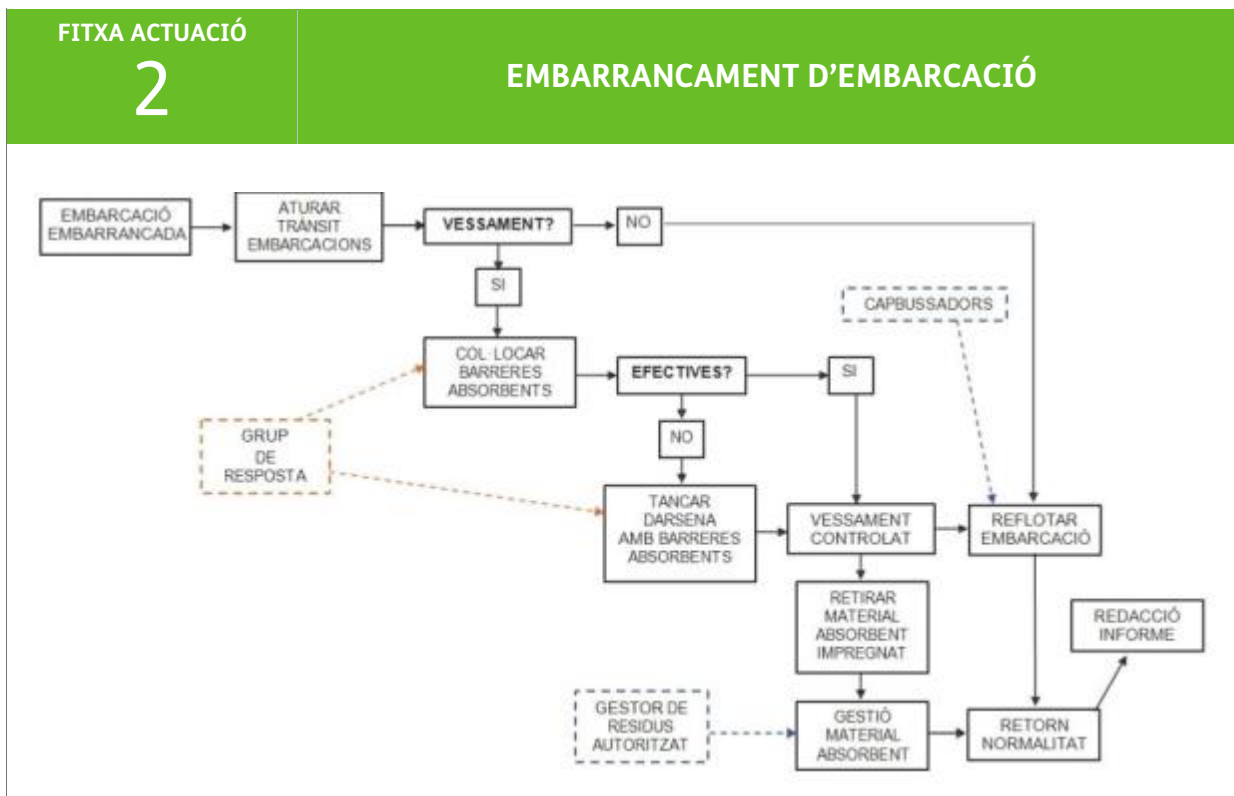 FITXA ACTUACIÓ
2
EMBARRANCAMENT D'EMBARCACIÓ
EMBARCACIÓ
EMBARRANCADA
ATURAR
TRÀNSIT
EMBARCACIONS
VESSAMENT?
NO
SI
CAPBUSSADORS
COL·LOCAR
BARRERES
ABSORBENTS
EFECTIVES?
SI
NO
GRUP
DE
RESPOSTA
TANCAR
DARSENA
AMB BARRERES
ABSORBENTS
VESSAMENT
CONTROLAT
REFLOTAR
EMBARCACIÓ
RETIRAR
MATERIAL
ABSORBENT
IMPREGNAT
REDACCIÓ
INFORME
GESTOR DE
RESIDUS
AUTORITZAT
GESTIÓ
MATERIAL
ABSORBENT
RETORN
NORMALITAT